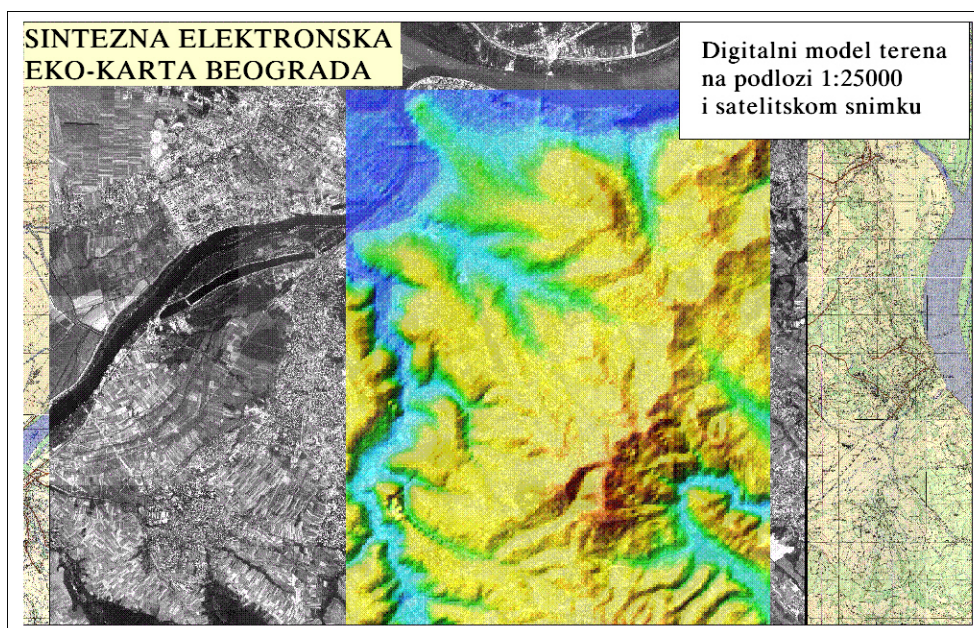 SINTEZNA ELEKTRONSKA
EKO-KARTA BEOGRADA
Digitalni model terena
na podlozi 1:25000
i satelitskom snimku